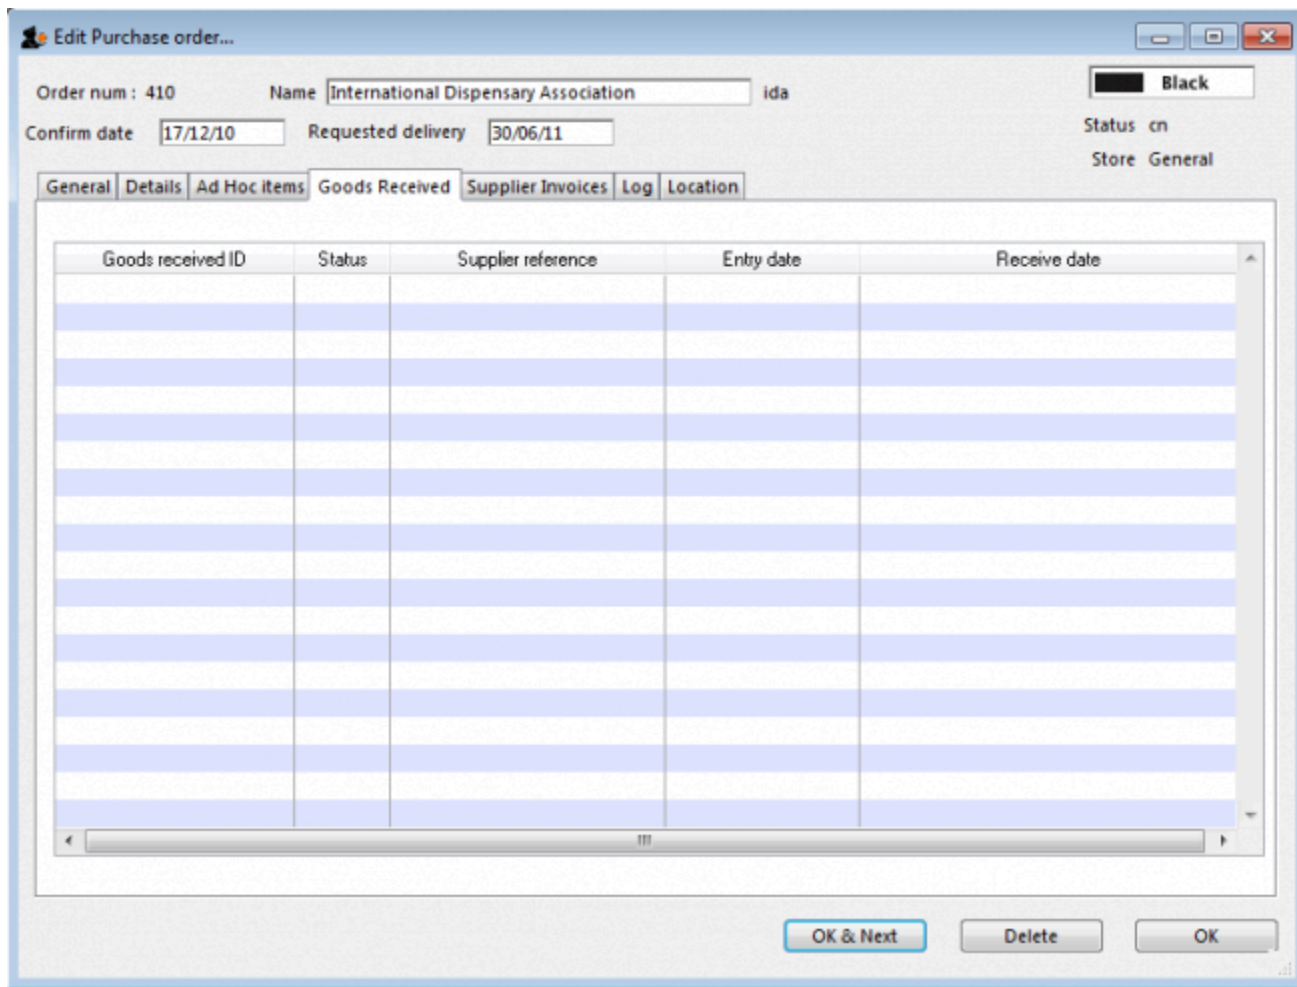 Edit Purchase order...
Order num : 410 Name International Dispensary Association ida Black
Confirm date 17/12/10 Requested delivery 30/06/11 Status cn
Store General
General Details Ad Hoc items Goods Received Supplier Invoices Log Location
Goods received ID Status Supplier reference Entry date Receive date
OK & Next Delete OK